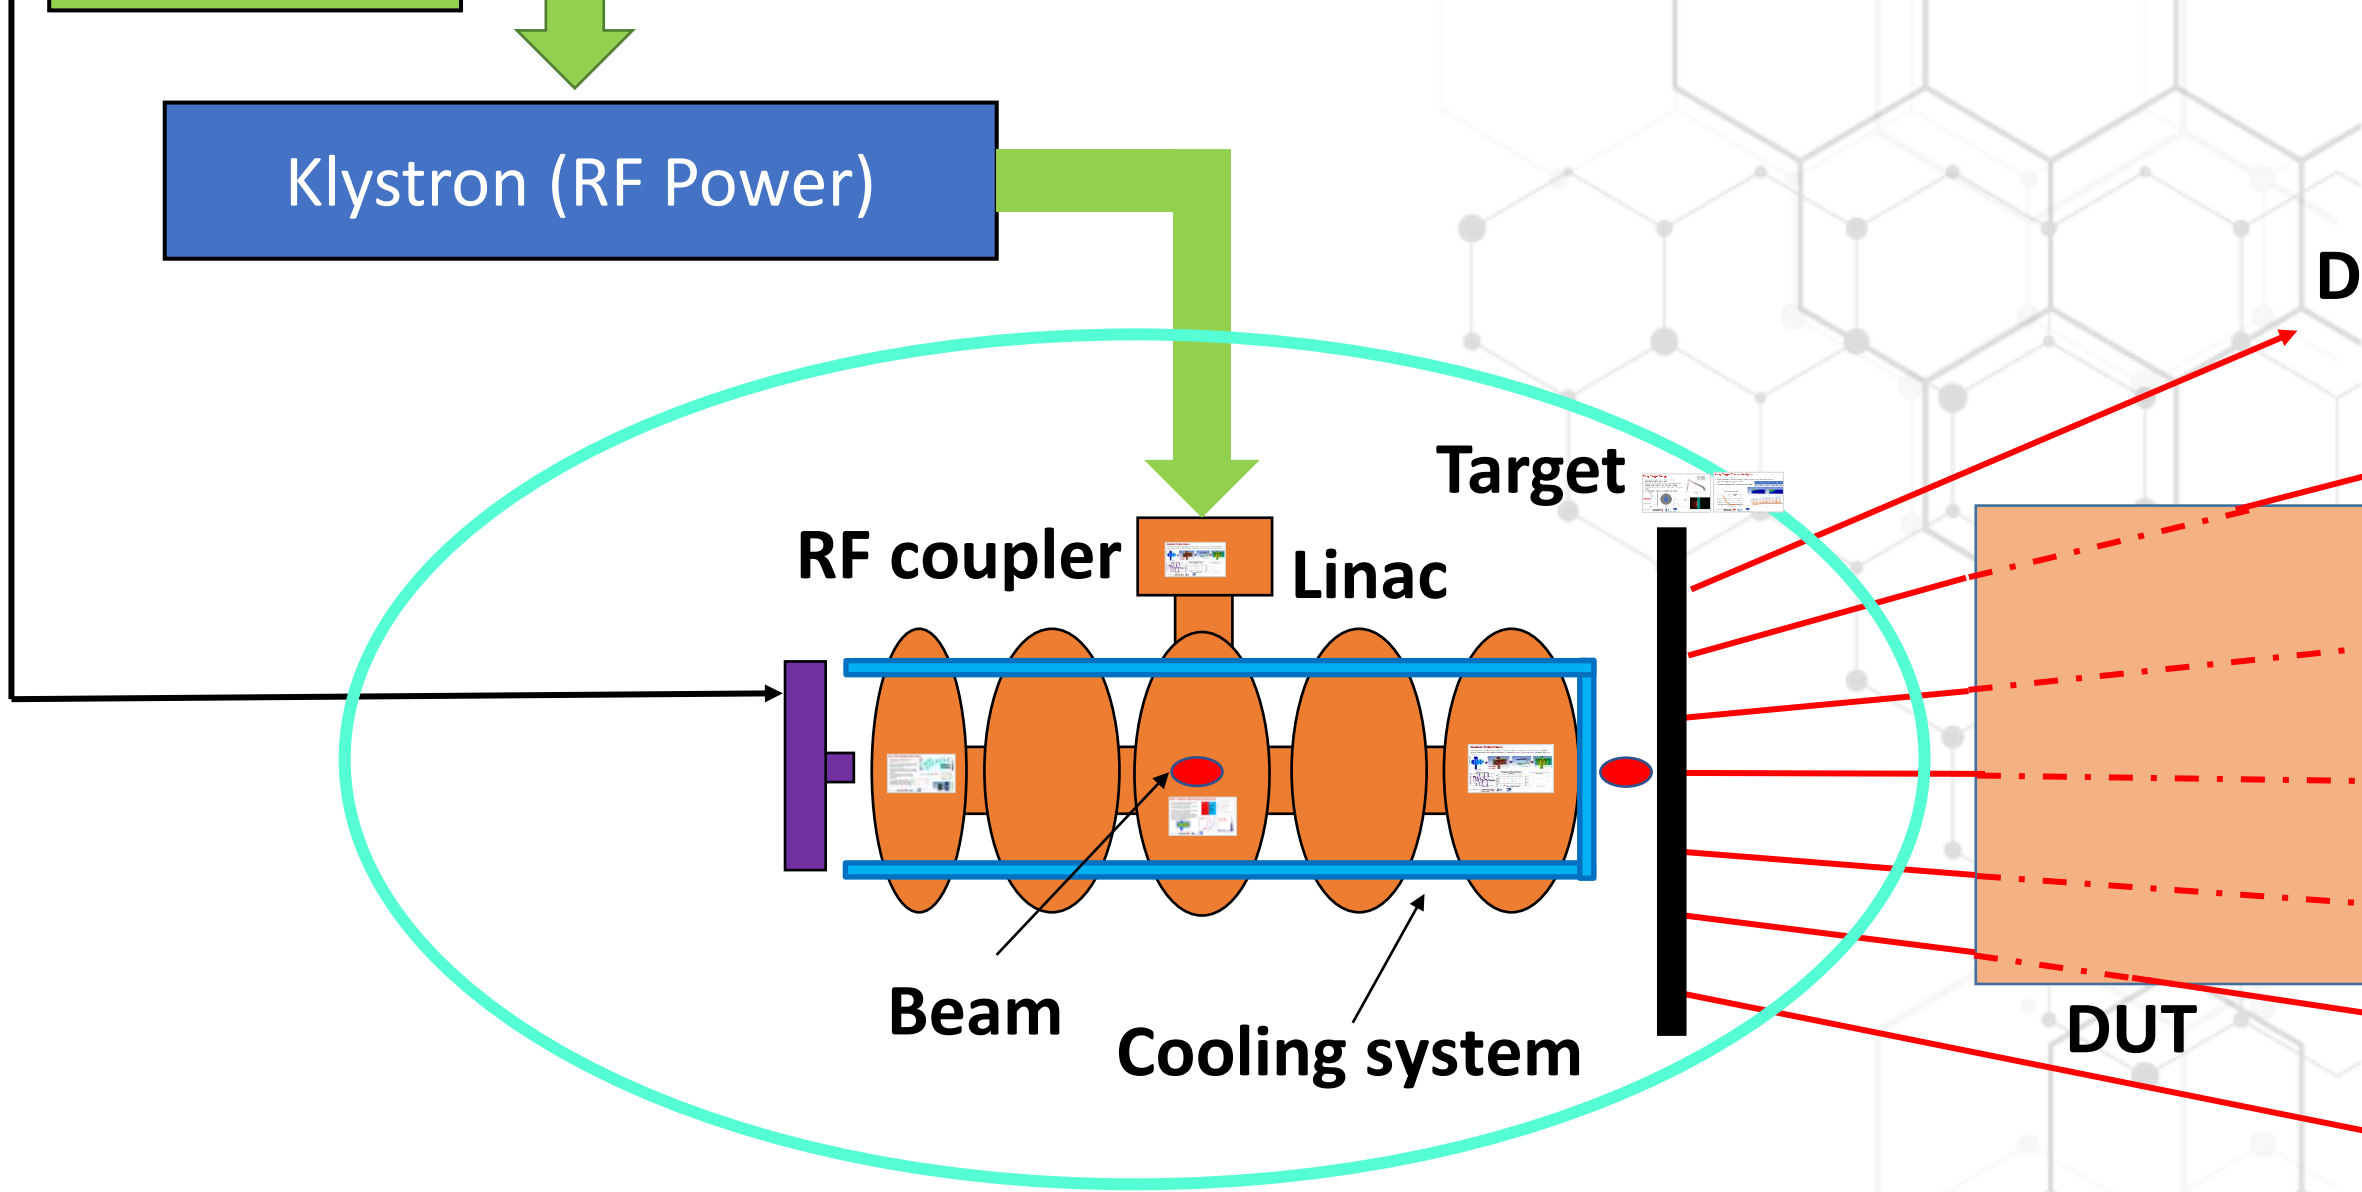 Klystron (RF Power)
D
Target
RF coupler
Linac
Beam
Cooling system
DUT